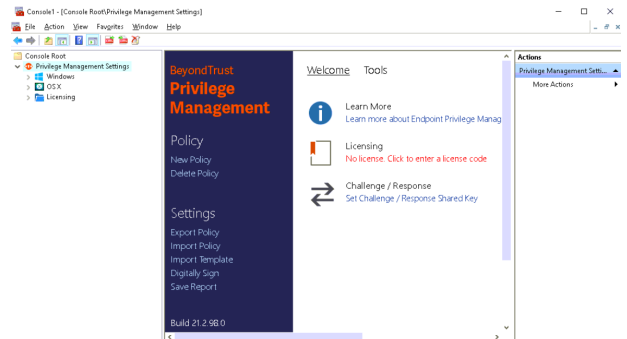 Console1 - [Console Root\Privilege Management Settings]
File Action View Favorites Window Help
Console Root
Privilege Management Settings
Windows
OS X
Licensing
BeyondTrust
Privilege
Management
Policy
New Policy
Delete Policy
Settings
Export Policy
Import Policy
Import Template
Digitally Sign
Save Report
Build 21.2.98.0
Welcome Tools
Learn More
Learn more about Endpoint Privilege Manag
Licensing
No license. Click to enter a license code
Challenge / Response
Set Challenge / Response Shared Key
Actions
Privilege Management Setti...
More Actions